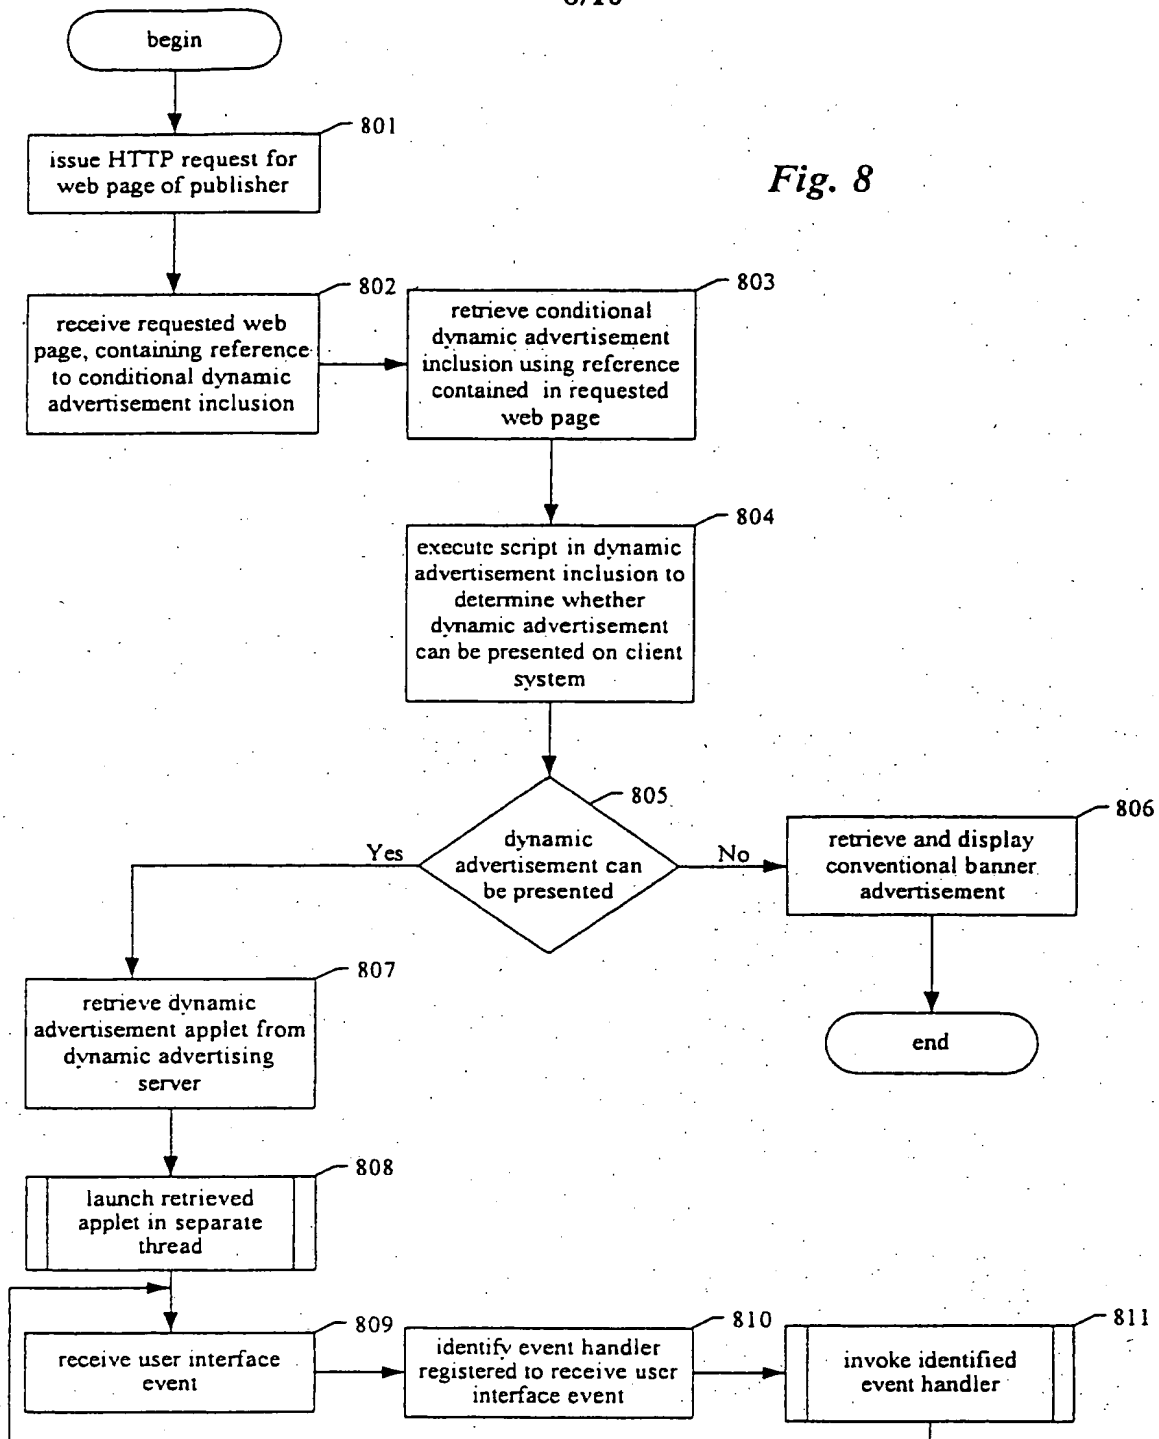 begin
801
issue HTTP request for
web page of publisher
Fig. 8
802
receive requested web
page, containing reference
to conditional dynamic
advertisement inclusion
803
retrieve conditional
dynamic advertisement
inclusion using reference
contained in requested
web page
804
execute script in dynamic
advertisement inclusion to
determine whether
dynamic advertisement
can be presented on client
system
805
dynamic
advertisement can
be presented
Yes
No
806
retrieve and display
conventional banner
advertisement
end
807
retrieve dynamic
advertisement applet from
dynamic advertising
server
808
launch retrieved
applet in separate
thread
809
receive user interface
event
810
identify event handler
registered to receive user
interface event
811
invoke identified
event handler